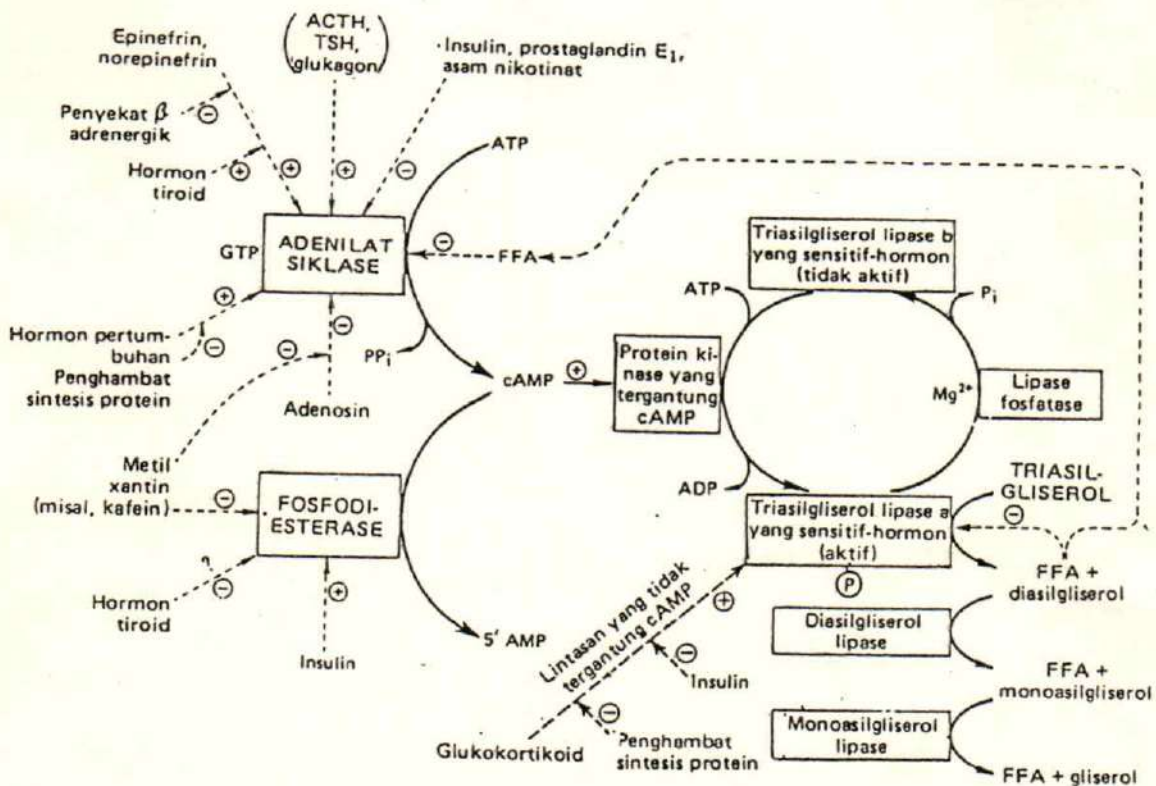 Epinefrin,
norepinefrin
(ACTH,
TSH,
glukagon)
Insulin, prostaglandin E1,
asam nikotinat
Penyekat β
adrenergik
⊖
Hormon
tiroid
⊕
⊕
⊕
⊖
ATP
GTP
ADENILAT
SIKLASE
⊖
FFA
Triasilgliserol lipase b
yang sensitif-hormon
(tidak aktif)
ATP
Pi
⊕
Hormon pertum-
buhan
⊖
Penghambat
sintesis protein
⊖
⊖
Adenosin
PPi
cAMP
⊕
Protein ki-
nase yang
tergantung
cAMP
Mg2+
Lipase
fosfatase
Metil
xantin
(misal, kafein)
⊖
FOSFODI-
ESTERASE
ADP
Triasilgliserol lipase a
yang sensitif-hormon
(aktif)
P
TRIASIL-
GLISEROL
⊖
FFA +
diasilgliserol
Hormon
tiroid
⊖
⊕
Insulin
5' AMP
Lintasan yang tidak
tergantung cAMP
⊕
⊖
Insulin
⊖
Penghambat
sintesis protein
Glukokortikoid
Diasilgliserol
lipase
FFA +
monoasilgliserol
Monoasilgliserol
lipase
FFA + gliserol